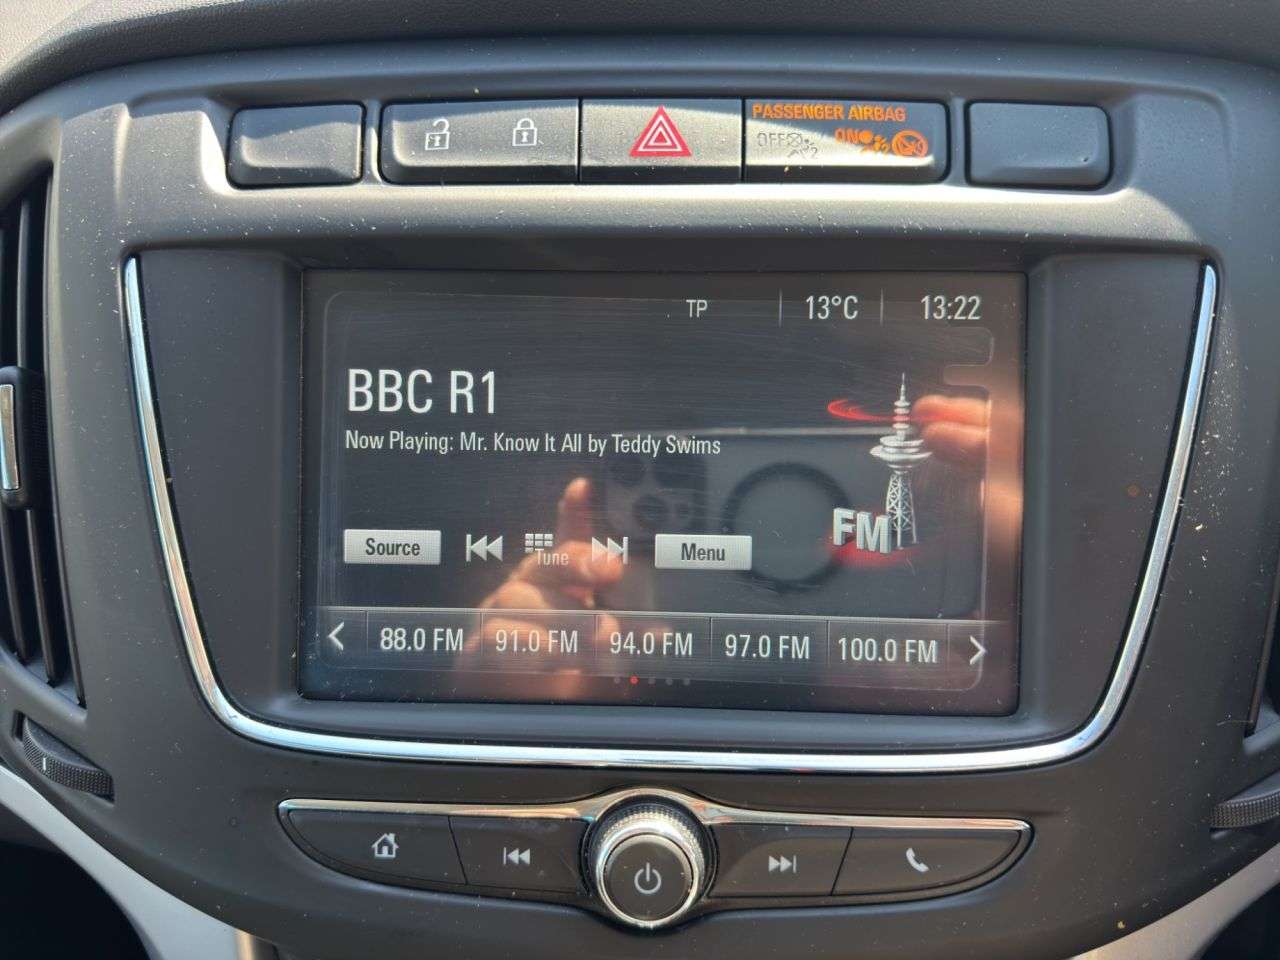 PASSENGER AIRBAG
OFF ON
TP 13°C 13:22
BBC R1
Now Playing: Mr. Know It All by Teddy Swims
FM
Source Tune Menu
88.0 FM 91.0 FM 94.0 FM 97.0 FM 100.0 FM